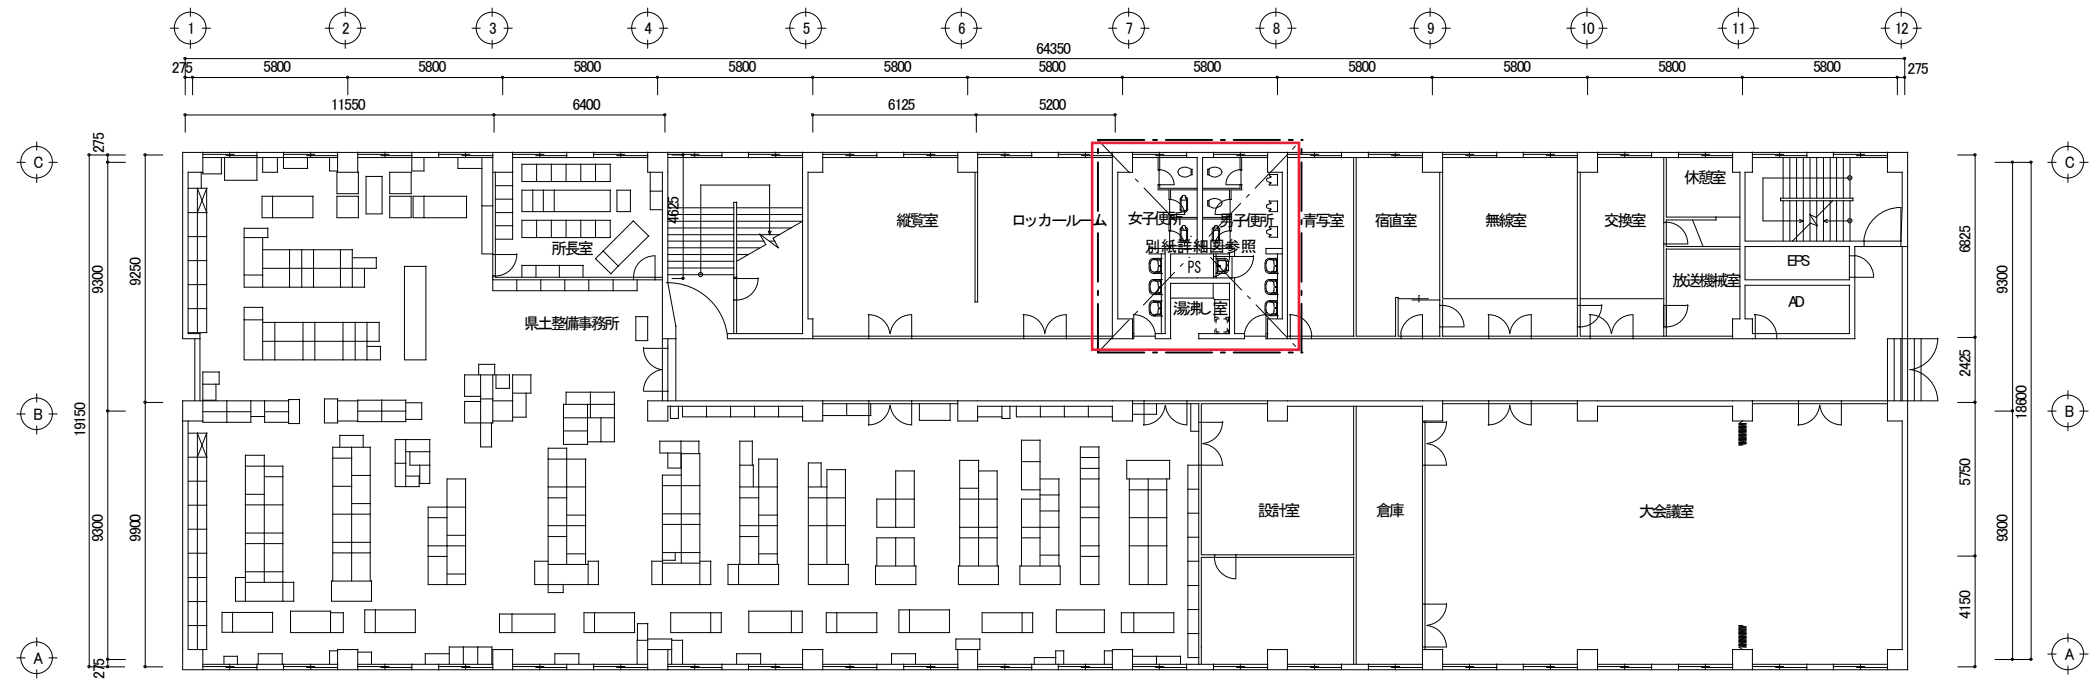 1 2 3 4 5 6 7 8 9 10 11 12
64350
275 5800 5800 5800 5800 5800 5800 5800 5800 5800 5800 5800 275
11550 6400 6125 5200
C
275
9300
9250
19150
B
9300
9900
275
A
4625
縦覧室
ロッカールーム
女子便所
男子便所
青写室
宿直室
無線室
交換室
休憩室
別紙詳細図参照
所長室
PS
EPS
放送機械室
湯沸し室
AD
県土整備事務所
設計室
倉庫
大会議室
C
6825
9300
2425
18600
B
5750
9300
4150
A